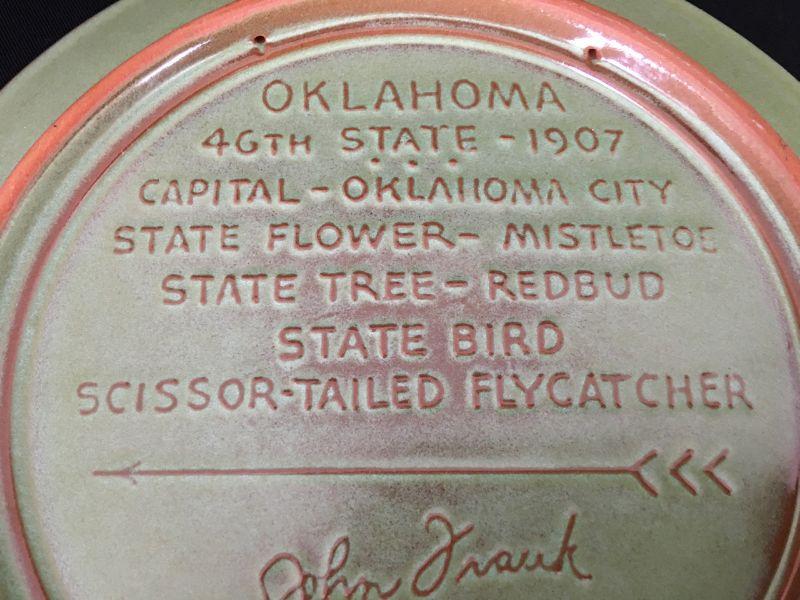 OKLAHOMA
46TH STATE - 1907
CAPITAL - OKLAHOMA CITY
STATE FLOWER - MISTLETOE
STATE TREE - REDBUD
STATE BIRD
SCISSOR-TAILED FLYCATCHER
John Frank